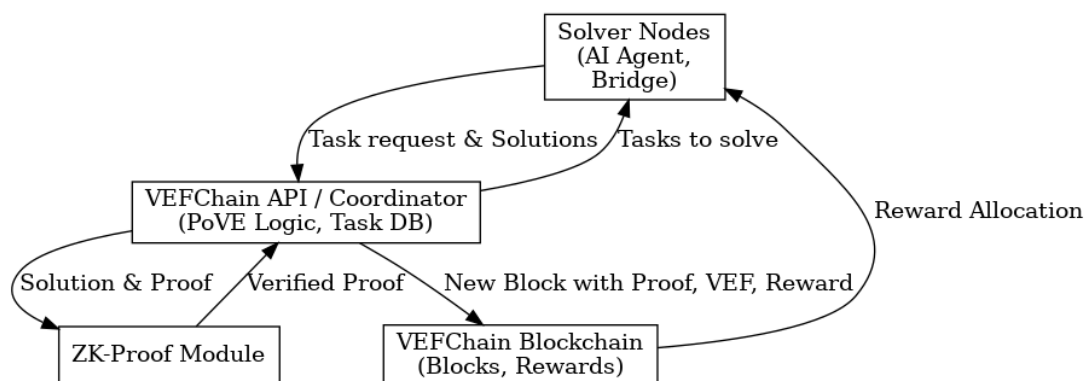 Solver Nodes
(AI Agent,
Bridge)
Task request & Solutions
Tasks to solve
VEFChain API / Coordinator
(PoVE Logic, Task DB)
Reward Allocation
Solution & Proof
Verified Proof
New Block with Proof, VEF, Reward
ZK-Proof Module
VEFChain Blockchain
(Blocks, Rewards)